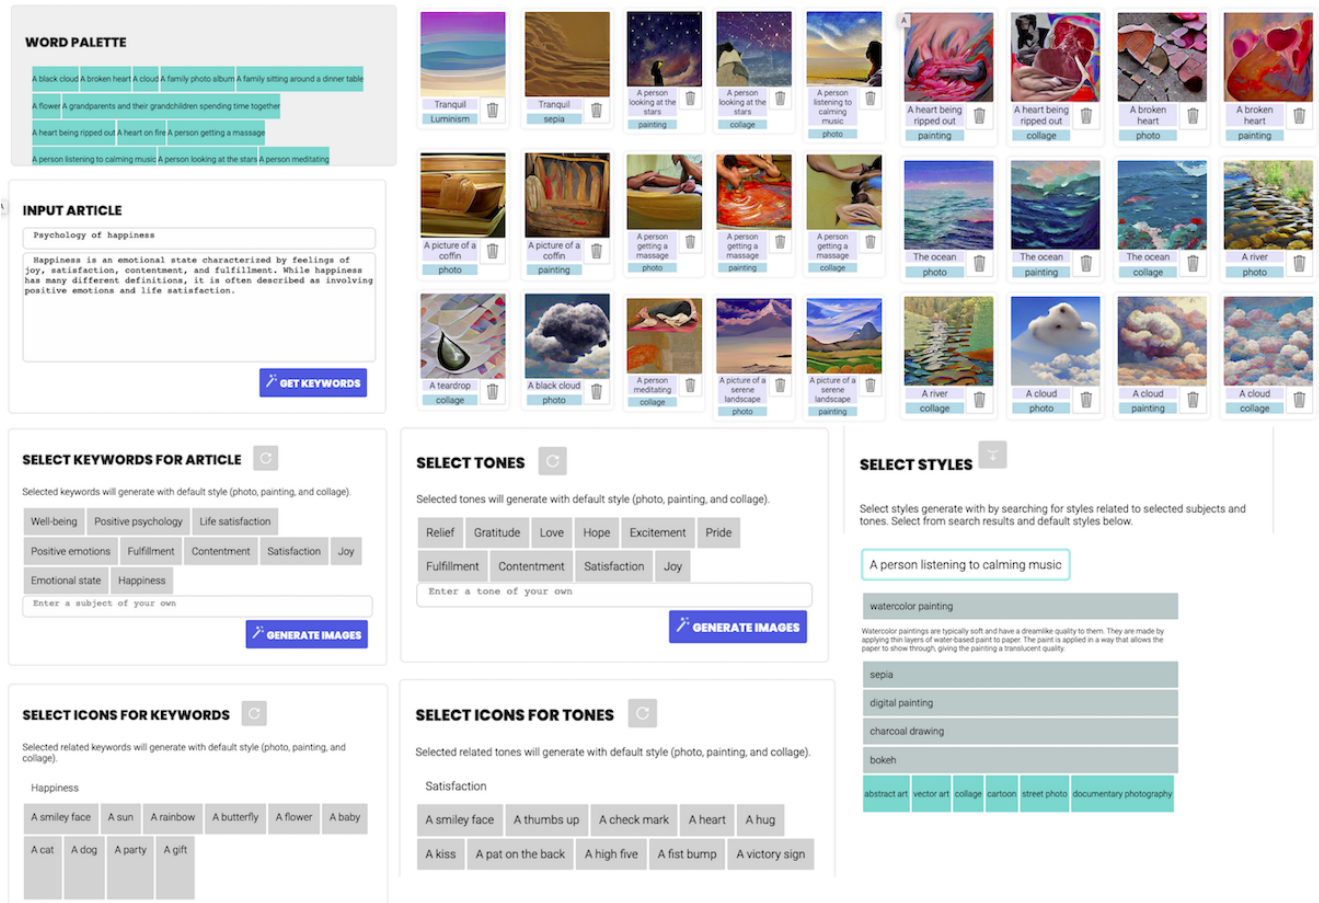 WORD PALETTE
A black cloud A broken heart A cloud A family photo album A family sitting around a dinner table
A flower A grandparents and their grandchildren spending time together
A heart being ripped out A heart on fire A person getting a massage
A person listening to calming music A person looking at the stars A person meditating
INPUT ARTICLE
Psychology of happiness
Happiness is an emotional state characterized by feelings of
joy, satisfaction, contentment, and fulfillment. While happiness
has many different definitions, it is often described as involving
positive emotions and life satisfaction.
GET KEYWORDS
Tranquil
Luminism
Tranquil
sepia
A person
looking at the
stars
painting
A person
looking at the
stars
collage
A person
listening to
calming
music
photo
A
A heart being
ripped out
painting
A heart being
ripped out
collage
A broken
heart
photo
A broken
heart
painting
A picture of a
coffin
photo
A picture of a
coffin
painting
A person
getting a
massage
photo
A person
getting a
massage
painting
A person
getting a
massage
collage
The ocean
photo
The ocean
painting
The ocean
collage
A river
photo
A teardrop
collage
A black cloud
photo
A person
meditating
collage
A picture of a
serene
landscape
photo
A picture of a
serene
landscape
painting
A river
collage
A cloud
photo
A cloud
painting
A cloud
collage
SELECT KEYWORDS FOR ARTICLE
Selected keywords will generate with default style (photo, painting, and collage).
Well-being Positive psychology Life satisfaction
Positive emotions Fulfillment Contentment Satisfaction Joy
Emotional state Happiness
Enter a subject of your own
GENERATE IMAGES
SELECT TONES
Selected tones will generate with default style (photo, painting, and collage).
Relief Gratitude Love Hope Excitement Pride
Fulfillment Contentment Satisfaction Joy
Enter a tone of your own
GENERATE IMAGES
SELECT STYLES
Select styles generate with by searching for styles related to selected subjects and
tones. Select from search results and default styles below.
A person listening to calming music
watercolor painting
Watercolor paintings are typically soft and have a dreamlike quality to them. They are made by
applying thin layers of water-based paint to paper. The paint is applied in a way that allows the
paper to show through, giving the painting a translucent quality.
sepia
digital painting
charcoal drawing
bokeh
abstract art vector art collage cartoon street photo documentary photography
SELECT ICONS FOR KEYWORDS
Selected related keywords will generate with default style (photo, painting, and
collage).
Happiness
A smiley face A sun A rainbow A butterfly A flower A baby
A cat A dog A party A gift
SELECT ICONS FOR TONES
Selected related tones will generate with default style (photo, painting, and collage).
Satisfaction
A smiley face A thumbs up A check mark A heart A hug
A kiss A pat on the back A high five A fist bump A victory sign